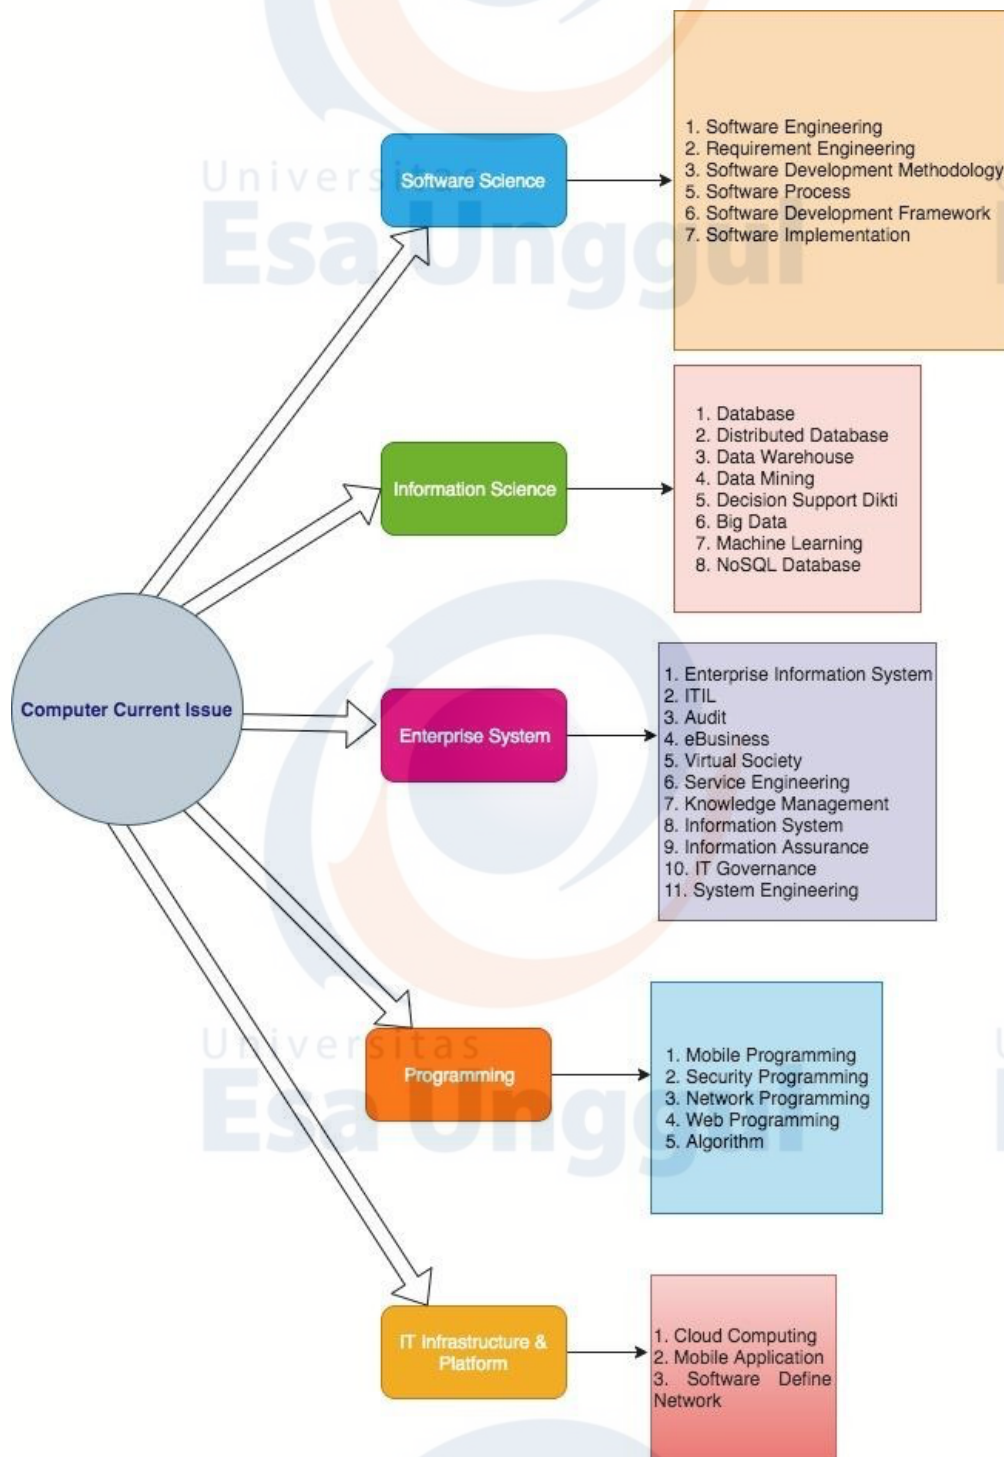 Computer Current Issue
Software Science
1. Software Engineering
2. Requirement Engineering
3. Software Development Methodology
5. Software Process
6. Software Development Framework
7. Software Implementation
Universitas
Esa Unggul
Information Science
1. Database
2. Distributed Database
3. Data Warehouse
4. Data Mining
5. Decision Support Dikti
6. Big Data
7. Machine Learning
8. NoSQL Database
Enterprise System
1. Enterprise Information System
2. ITIL
3. Audit
4. eBusiness
5. Virtual Society
6. Service Engineering
7. Knowledge Management
8. Information System
9. Information Assurance
10. IT Governance
11. System Engineering
Universitas
Esa Unggul
Programming
1. Mobile Programming
2. Security Programming
3. Network Programming
4. Web Programming
5. Algorithm
IT Infrastructure &
Platform
1. Cloud Computing
2. Mobile Application
3. Software Define
Network